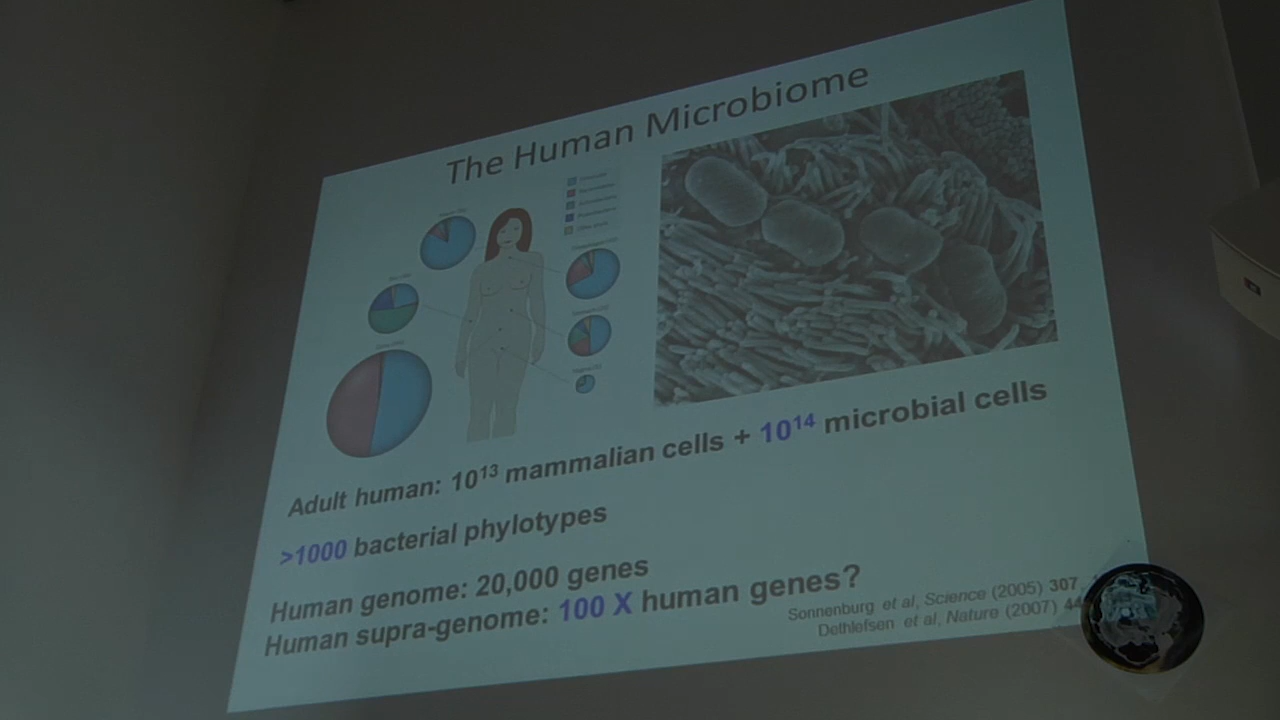 The Human Microbiome
Adult human: 10¹³ mammalian cells + 10¹⁴ microbial cells
>1000 bacterial phylotypes
Human genome: 20,000 genes
Human supra-genome: 100 X human genes?
Sonnenburg et al, Science (2005) 307
Dethlefsen et al, Nature (2007)